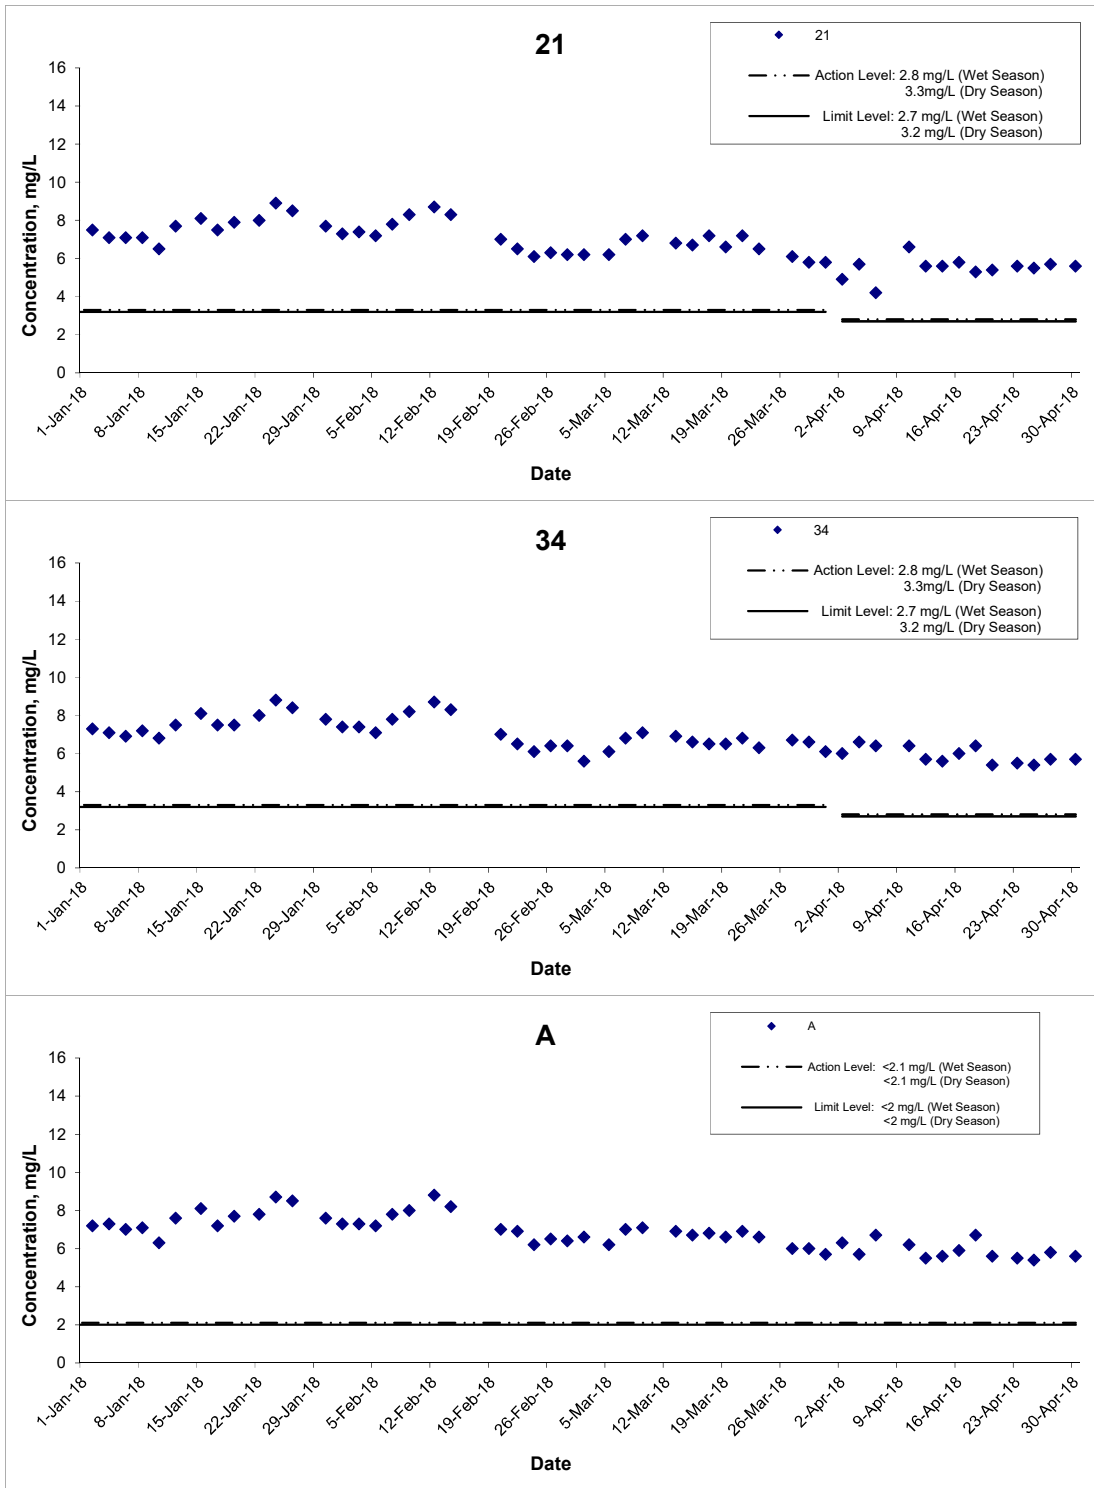 21
21
Action Level: 2.8 mg/L (Wet Season)
3.3mg/L (Dry Season)
Limit Level: 2.7 mg/L (Wet Season)
3.2 mg/L (Dry Season)
Concentration, mg/L
16
14
12
10
8
6
4
2
0
1-Jan-18
8-Jan-18
15-Jan-18
22-Jan-18
29-Jan-18
5-Feb-18
12-Feb-18
19-Feb-18
26-Feb-18
5-Mar-18
12-Mar-18
19-Mar-18
26-Mar-18
2-Apr-18
9-Apr-18
16-Apr-18
23-Apr-18
30-Apr-18
Date
34
34
Action Level: 2.8 mg/L (Wet Season)
3.3mg/L (Dry Season)
Limit Level: 2.7 mg/L (Wet Season)
3.2 mg/L (Dry Season)
Concentration, mg/L
16
14
12
10
8
6
4
2
0
1-Jan-18
8-Jan-18
15-Jan-18
22-Jan-18
29-Jan-18
5-Feb-18
12-Feb-18
19-Feb-18
26-Feb-18
5-Mar-18
12-Mar-18
19-Mar-18
26-Mar-18
2-Apr-18
9-Apr-18
16-Apr-18
23-Apr-18
30-Apr-18
Date
A
A
Action Level: <2.1 mg/L (Wet Season)
<2.1 mg/L (Dry Season)
Limit Level: <2 mg/L (Wet Season)
<2 mg/L (Dry Season)
Concentration, mg/L
16
14
12
10
8
6
4
2
0
1-Jan-18
8-Jan-18
15-Jan-18
22-Jan-18
29-Jan-18
5-Feb-18
12-Feb-18
19-Feb-18
26-Feb-18
5-Mar-18
12-Mar-18
19-Mar-18
26-Mar-18
2-Apr-18
9-Apr-18
16-Apr-18
23-Apr-18
30-Apr-18
Date